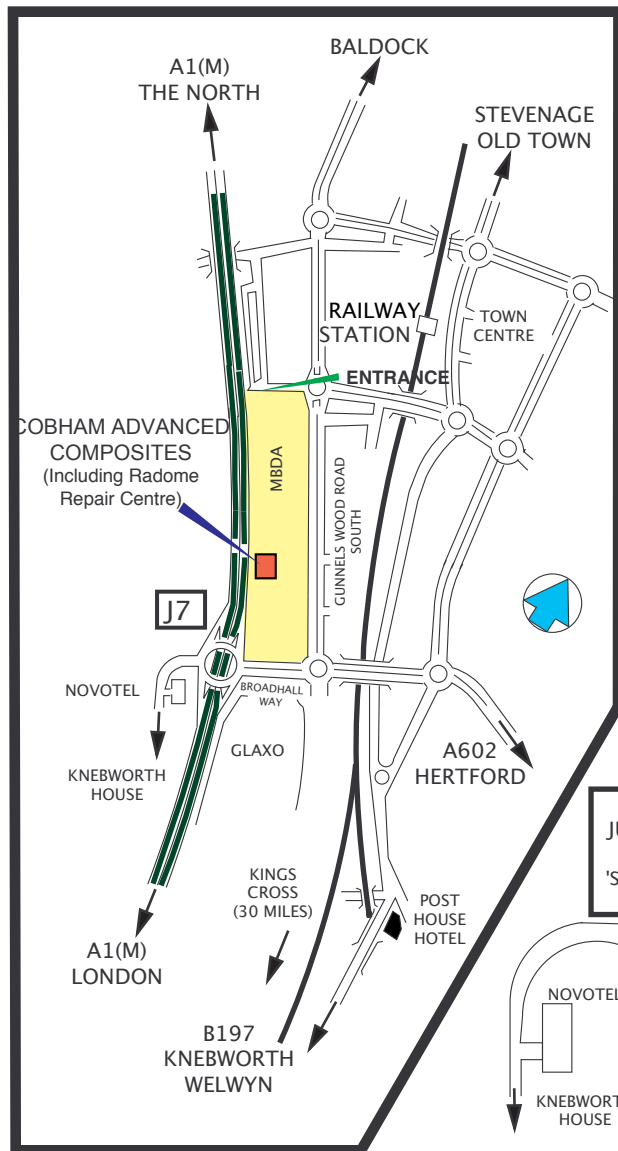 BALDOCK
A1(M)
THE NORTH
STEVENAGE
OLD TOWN
RAILWAY
STATION
TOWN
CENTRE
ENTRANCE
COBHAM ADVANCED
COMPOSITES
(Including Radome
Repair Centre)
MBDA
GUNNELS WOOD ROAD
SOUTH
J7
NOVOTEL
BROADHALL
WAY
KNEBWORTH
HOUSE
GLAXO
A602
HERTFORD
KINGS
CROSS
(30 MILES)
POST
HOUSE
HOTEL
A1(M)
LONDON
B197
KNEBWORTH
WELWYN
NOVOTEL
KNEBWORTH
HOUSE